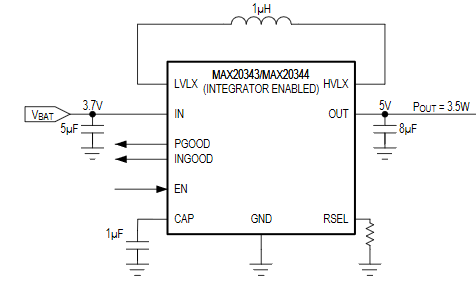 1µH
MAX20343/MAX20344
(INTEGRATOR ENABLED)
LVLX
HVLX
VBAT
3.7V
IN
OUT
5V
POUT = 3.5W
5µF
8µF
PGOOD
INGOOD
EN
CAP
GND
RSEL
1µF